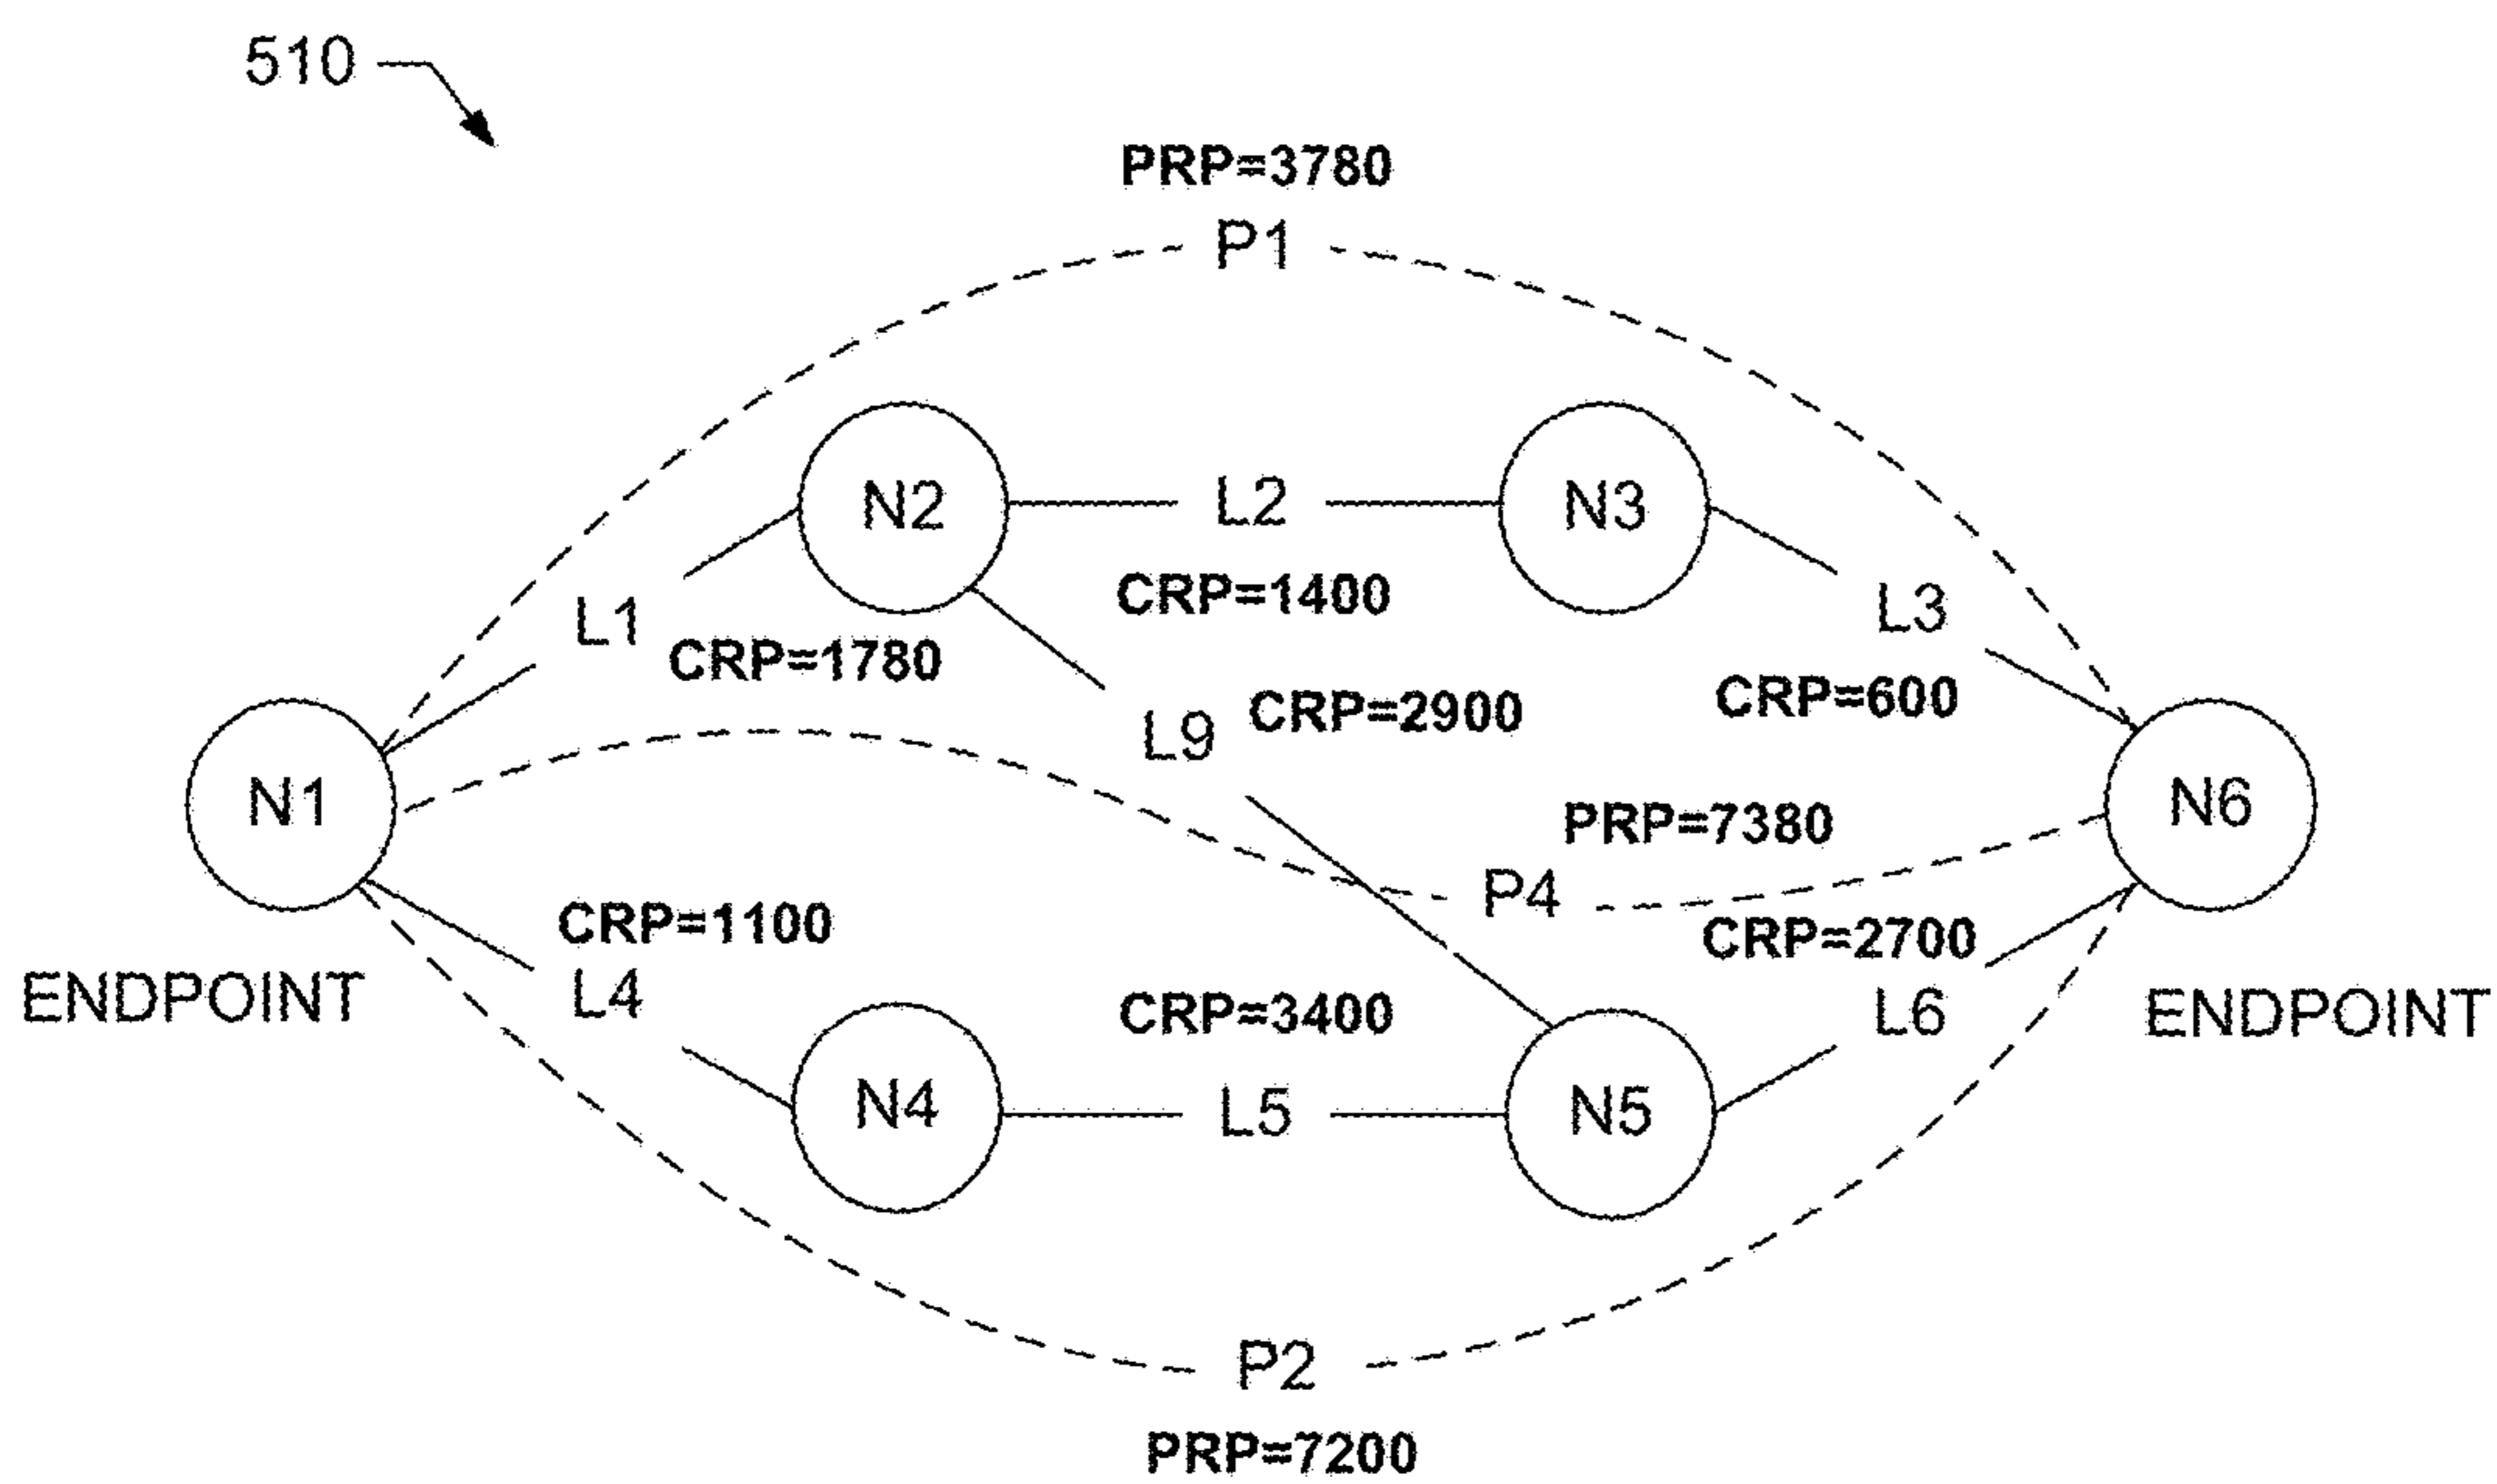 510
PRP=3780
P1
N2
L2
N3
CRP=1400
L1
L3
CRP=1780
CRP=600
L9
CRP=2900
N1
N6
PRP=7380
P4
CRP=1100
CRP=2700
ENDPOINT
L4
CRP=3400
L6
ENDPOINT
N4
L5
N5
P2
PRP=7200